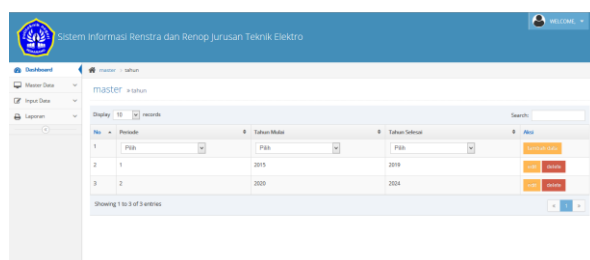 WELCOME,
Sistem Informasi Renstra dan Renop Jurusan Teknik Elektro
Dashboard
master › tahun
Master Data
Input Data
Laporan
master » tahun
Display 10 records Search:
No Periode Tahun Mulai Tahun Selesai Aksi
1 Pilih Pilih Pilih tambah data
2 1 2015 2019 edit delete
3 2 2020 2024 edit delete
Showing 1 to 3 of 3 entries
« 1 »